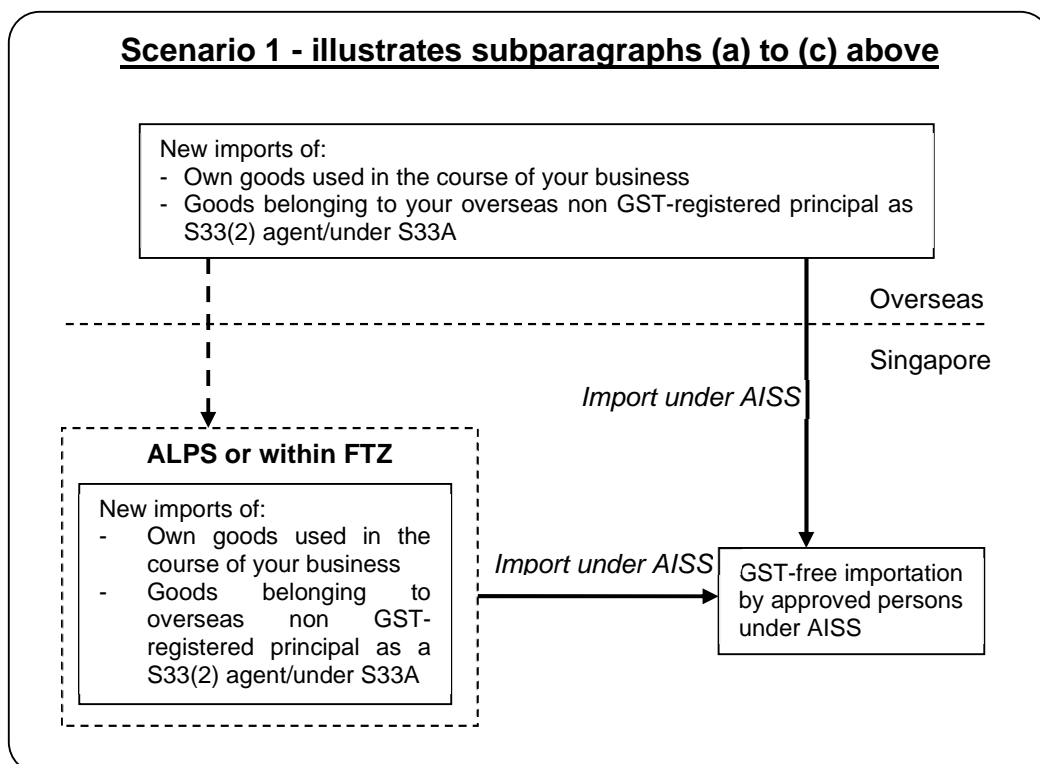 Scenario 1 - illustrates subparagraphs (a) to (c) above
New imports of:
- Own goods used in the course of your business
- Goods belonging to your overseas non GST-registered principal as
S33(2) agent/under S33A
Overseas
Singapore
Import under AISS
ALPS or within FTZ
New imports of:
- Own goods used in the
course of your business
- Goods belonging to
overseas non GST-
registered principal as a
S33(2) agent/under S33A
Import under AISS
GST-free importation
by approved persons
under AISS